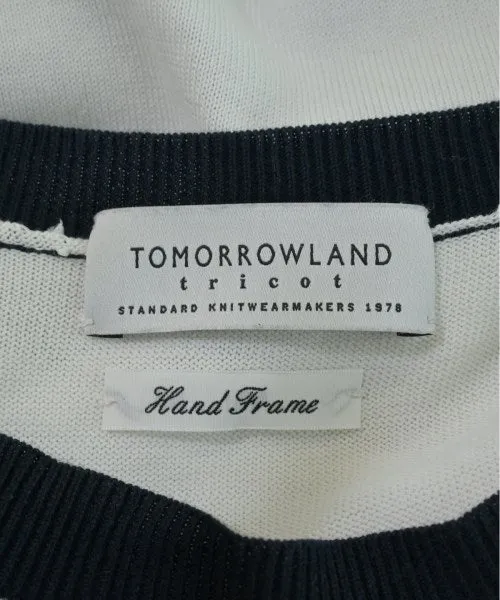 TOMORROWLAND
tricot
STANDARD KNITWEARMAKERS 1978
Hand Frame